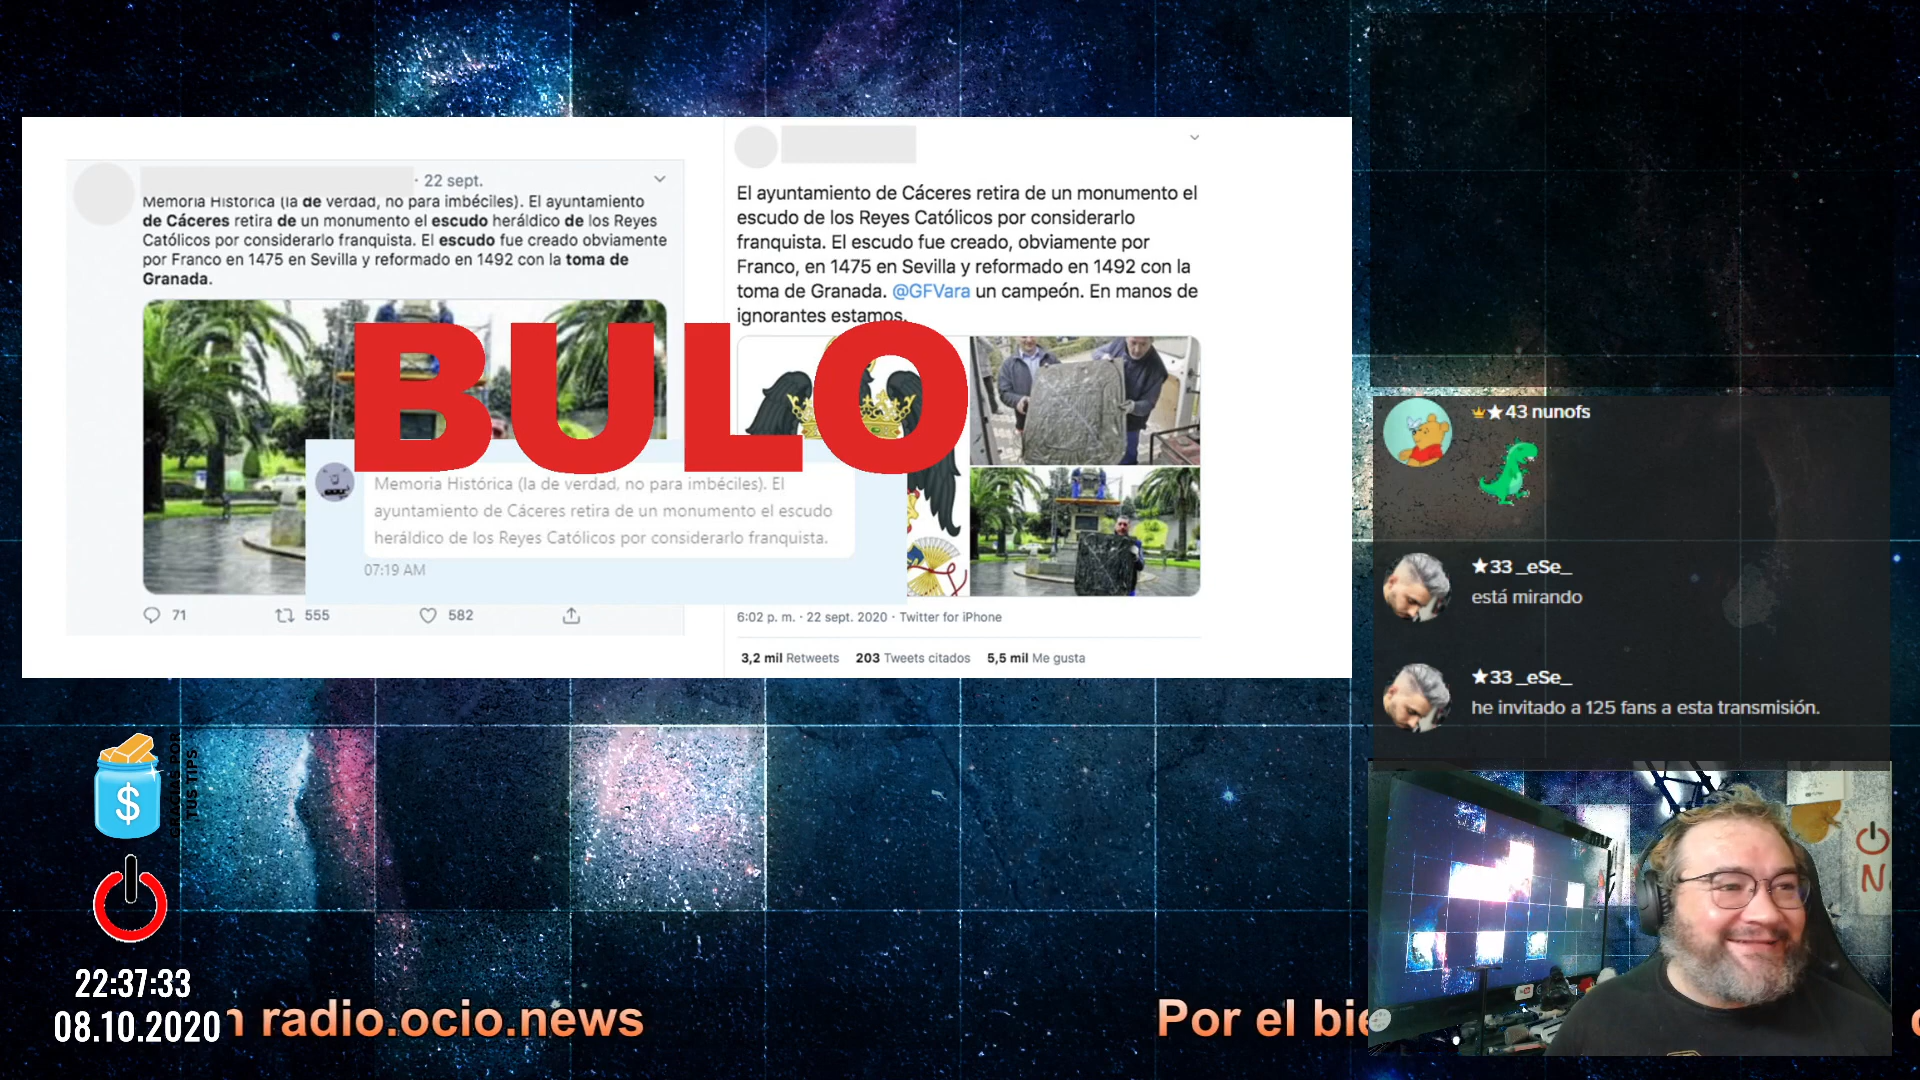 · 22 sept.
Memoria Histórica (la de verdad, no para imbéciles). El ayuntamiento
de Cáceres retira de un monumento el escudo heráldico de los Reyes
Católicos por considerarlo franquista. El escudo fue creado obviamente
por Franco en 1475 en Sevilla y reformado en 1492 con la toma de
Granada.
71
555
582
El ayuntamiento de Cáceres retira de un monumento el
escudo de los Reyes Católicos por considerarlo
franquista. El escudo fue creado, obviamente por
Franco, en 1475 en Sevilla y reformado en 1492 con la
toma de Granada. @GFVara un campeón. En manos de
ignorantes estamos.
6:02 p. m. · 22 sept. 2020 · Twitter for iPhone
3,2 mil Retweets 203 Tweets citados 5,5 mil Me gusta
BULO
Memoria Histórica (la de verdad, no para imbéciles). El
ayuntamiento de Cáceres retira de un monumento el escudo
heráldico de los Reyes Católicos por considerarlo franquista.
07:19 AM
43 nunofs
★33 _eSe_
está mirando
★33 _eSe_
he invitado a 125 fans a esta transmisión.
$
GRACIAS POR
TUS TIPS
22:37:33
08.10.2020
n radio.ocio.news
Por el bie